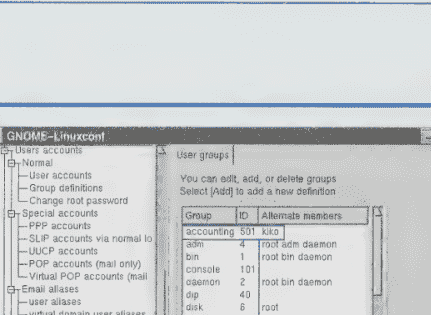 GNOME-Linuxconf
Users accounts
Normal
User accounts
Group definitions
Change root password
Special accounts
PPP accounts
SLIP accounts via normal lo
UUCP accounts
POP accounts (mail only)
Virtual POP accounts (mail
Email aliases
user aliases
virtual domain user aliases
User groups
You can edit, add, or delete groups
Select [Add] to add a new definition
Group ID Alternate members
accounting 501 kiko
adm 4 root adm daemon
bin 1 root bin daemon
console 101
daemon 2 root bin daemon
dip 40
disk 6 root